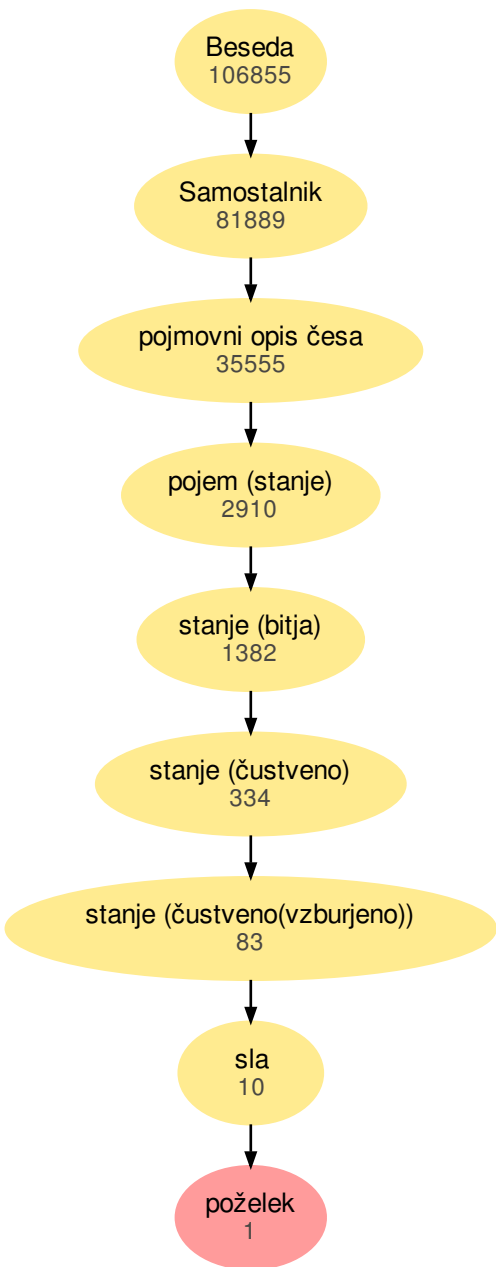 Beseda
106855
Samostalnik
81889
pojmovni opis česa
35555
pojem (stanje)
2910
stanje (bitja)
1382
stanje (čustveno)
334
stanje (čustveno(vzburjeno))
83
sla
10
poželek
1